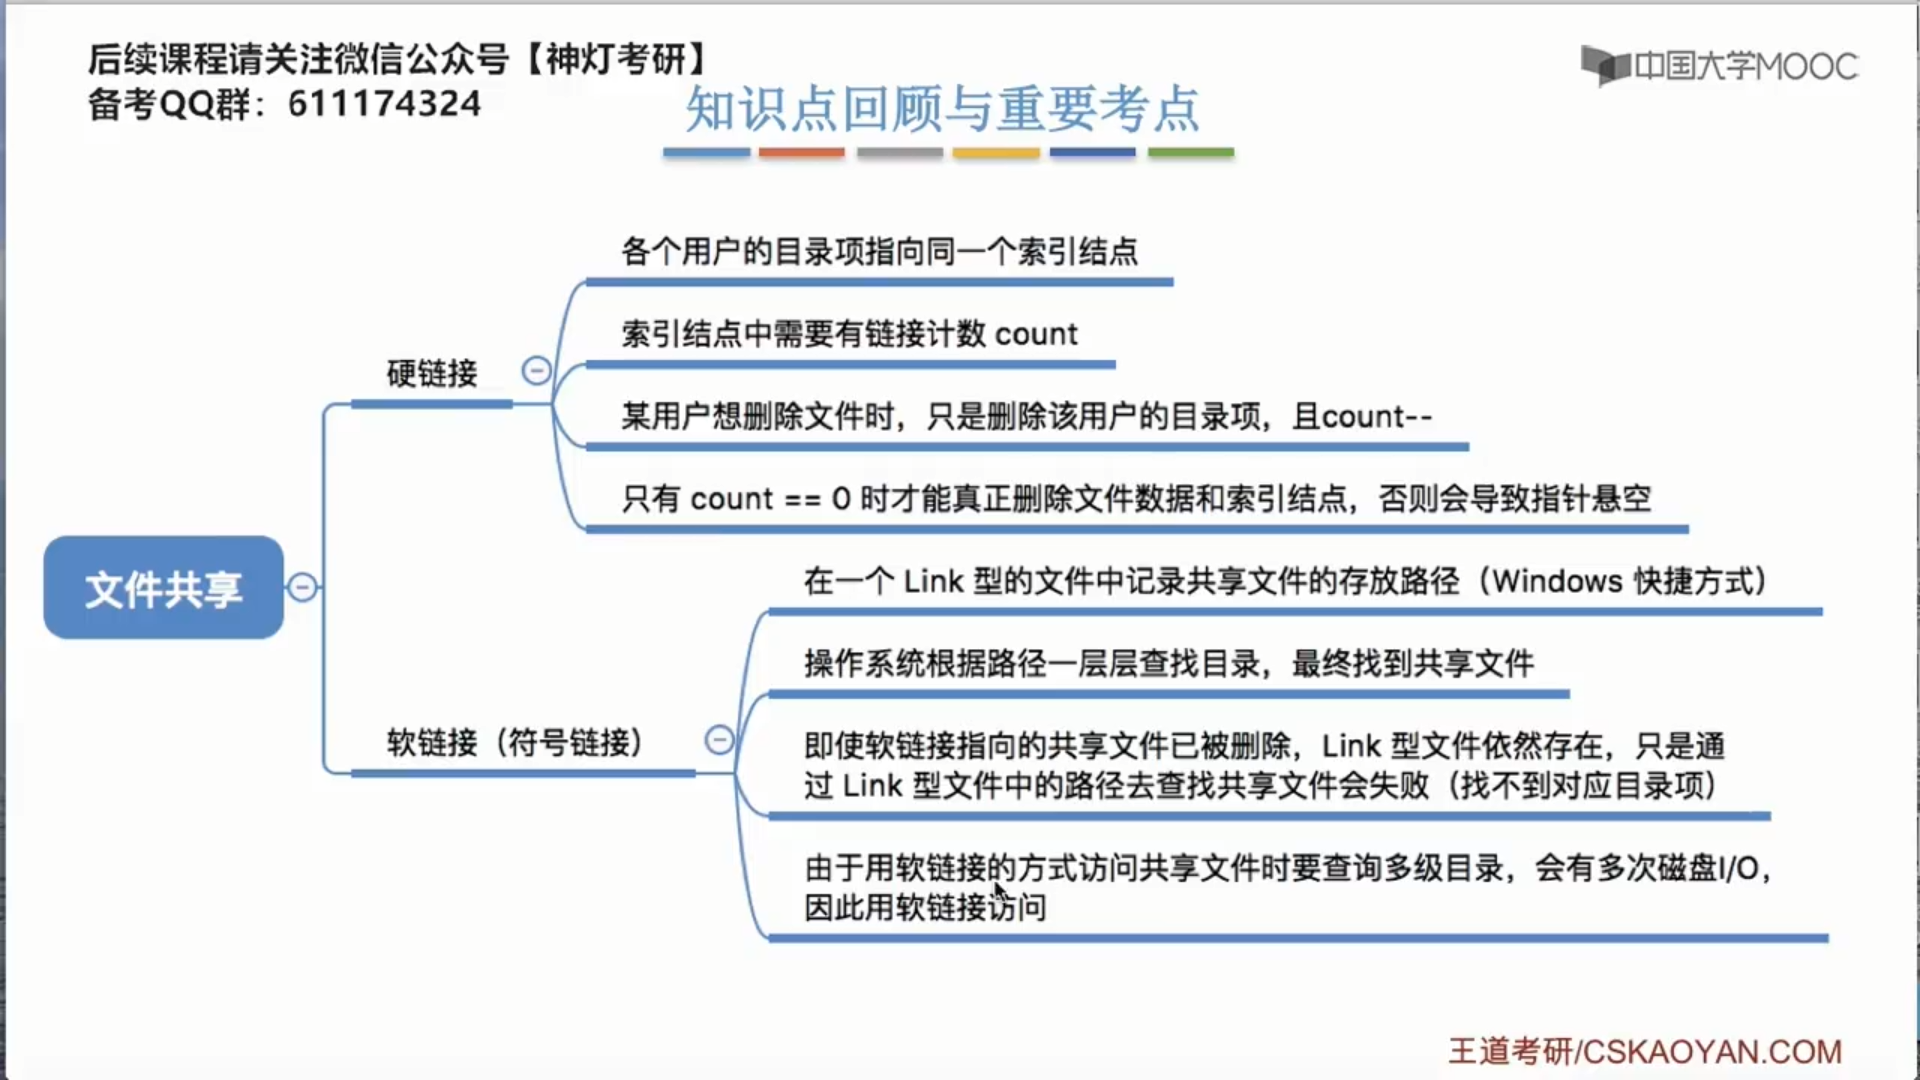 后续课程请关注微信公众号【神灯考研】
备考QQ群：611174324
中国大学MOOC
知识点回顾与重要考点
各个用户的目录项指向同一个索引结点
索引结点中需要有链接计数 count
硬链接
某用户想删除文件时，只是删除该用户的目录项，且count--
只有 count == 0 时才能真正删除文件数据和索引结点，否则会导致指针悬空
文件共享
在一个 Link 型的文件中记录共享文件的存放路径（Windows 快捷方式）
操作系统根据路径一层层查找目录，最终找到共享文件
软链接（符号链接）
即使软链接指向的共享文件已被删除，Link 型文件依然存在，只是通
过 Link 型文件中的路径去查找共享文件会失败（找不到对应目录项）
由于用软链接的方式访问共享文件时要查询多级目录，会有多次磁盘I/O，
因此用软链接访问
王道考研/CSKAOYAN.COM